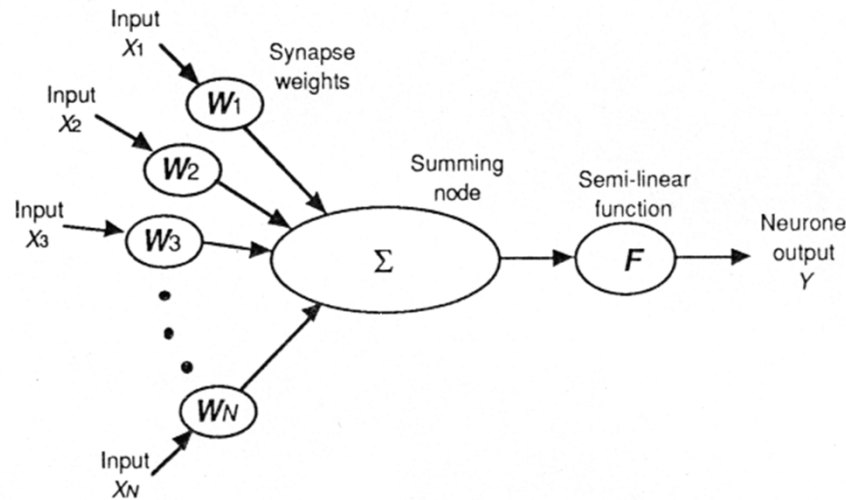 Input
X1
Synapse
weights
W1
Input
X2
W2
Input
X3
W3
Summing
node
Σ
Semi-linear
function
F
Neurone
output
Y
WN
Input
XN